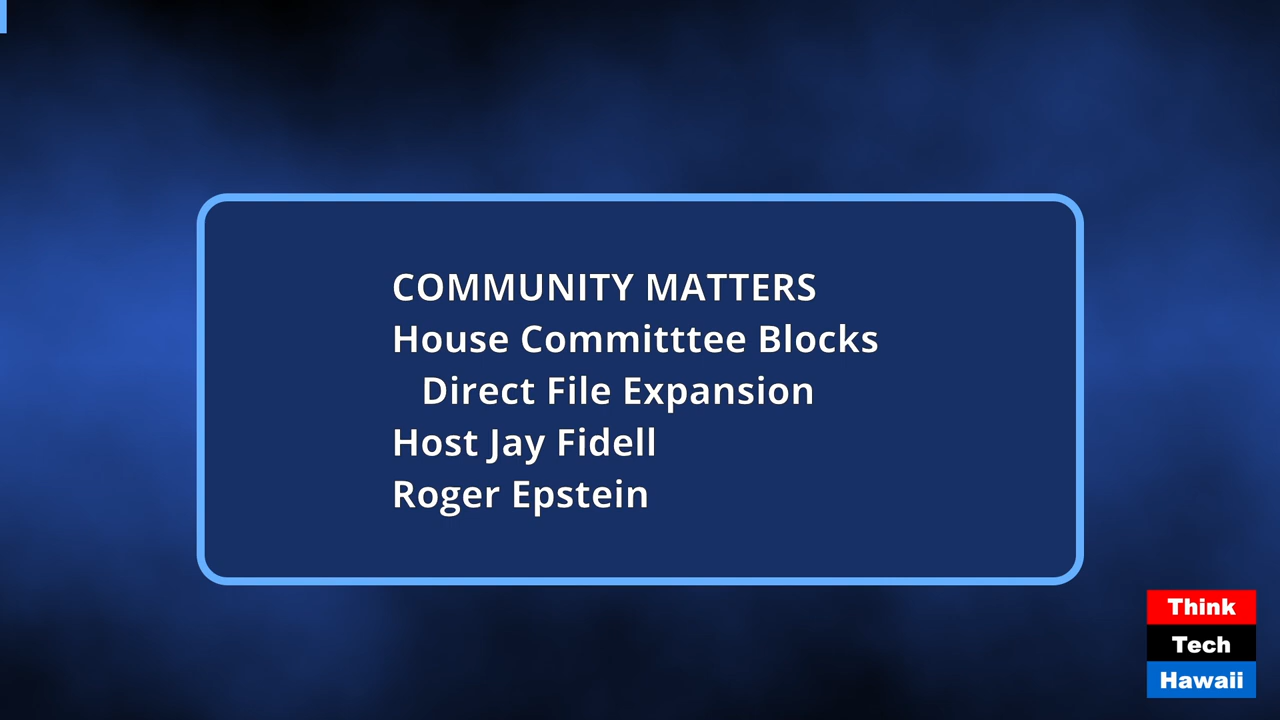 COMMUNITY MATTERS
House Committtee Blocks
Direct File Expansion
Host Jay Fidell
Roger Epstein
Think
Tech
Hawaii